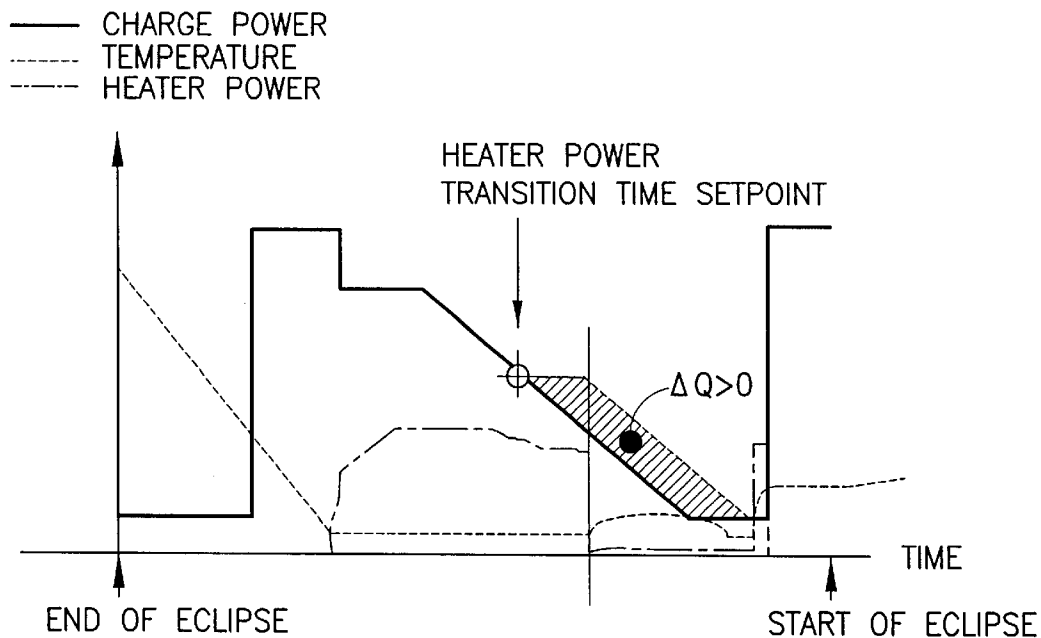 CHARGE POWER
TEMPERATURE
HEATER POWER
HEATER POWER
TRANSITION TIME SETPOINT
ΔQ>0
TIME
END OF ECLIPSE
START OF ECLIPSE